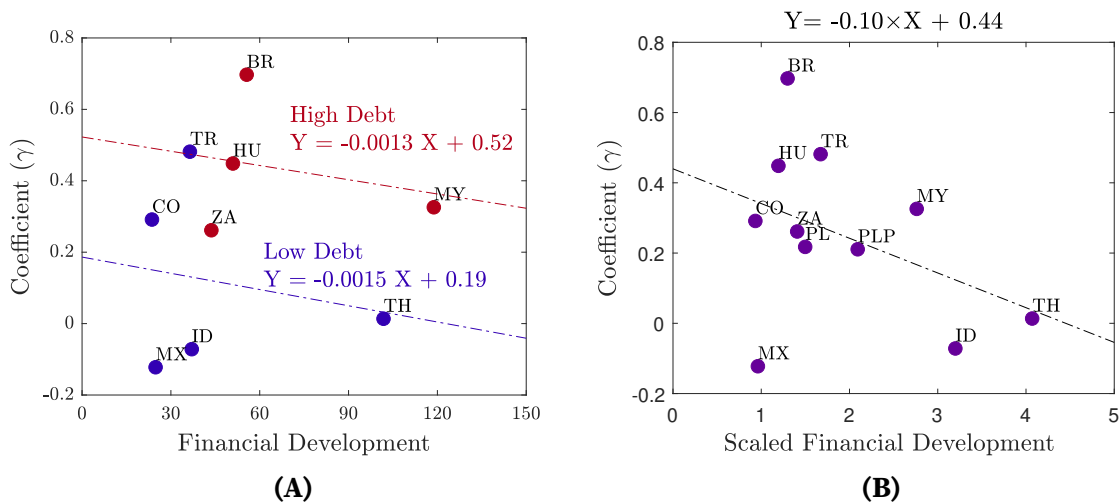 0.8
0.6
0.4
0.2
0
-0.2
Coefficient (γ)
BR
TR
HU
CO
ZA
MY
TH
ID
MX
High Debt
Y = -0.0013 X + 0.52
Low Debt
Y = -0.0015 X + 0.19
0 30 60 90 120 150
Financial Development
(A)
Y= -0.10×X + 0.44
0.8
0.6
0.4
0.2
0
-0.2
Coefficient (γ)
BR
HU
TR
MY
CO
ZA
PL
PLP
TH
ID
MX
0 1 2 3 4 5
Scaled Financial Development
(B)